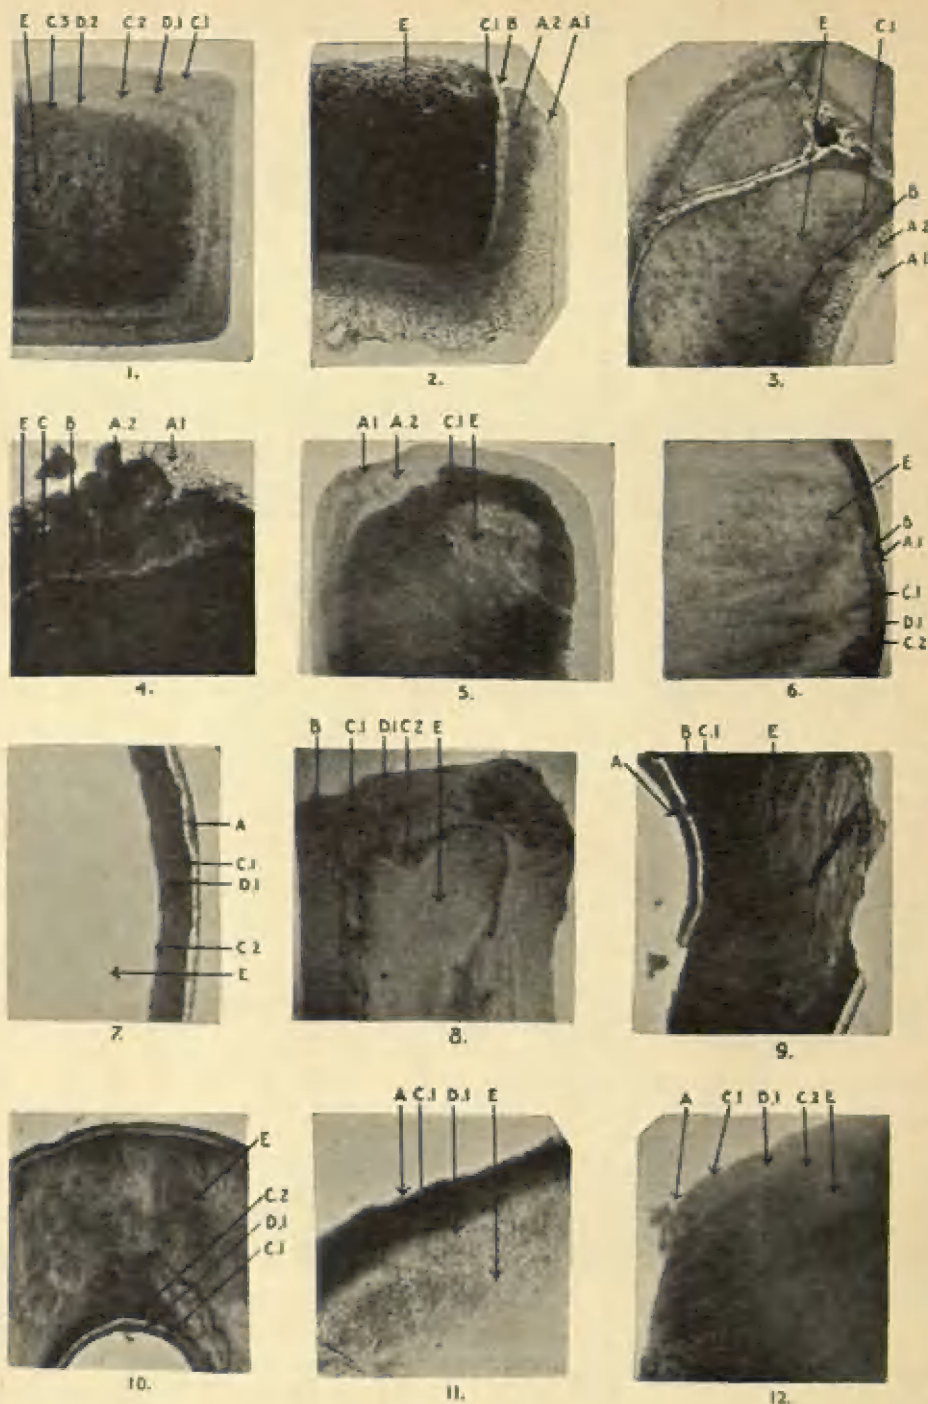 E C.3 D.2 C.2 D.1 C.1
E C.1 B A.2 A.1
E C.1
B
A.2
A.1
1.
2.
3.
E C B A.2 A.1
A.1 A.2 C.1 E
E
B
A.1
C.1
D.1
C.2
4.
5.
6.
A
C.1
D.1
C.2
E
B C.1 D.1 C.2 E
B C.1 E
A
7.
8.
9.
E
C.2
D.1
C.1
A C.1 D.1 E
A C.1 D.1 C.2 E
10.
11.
12.